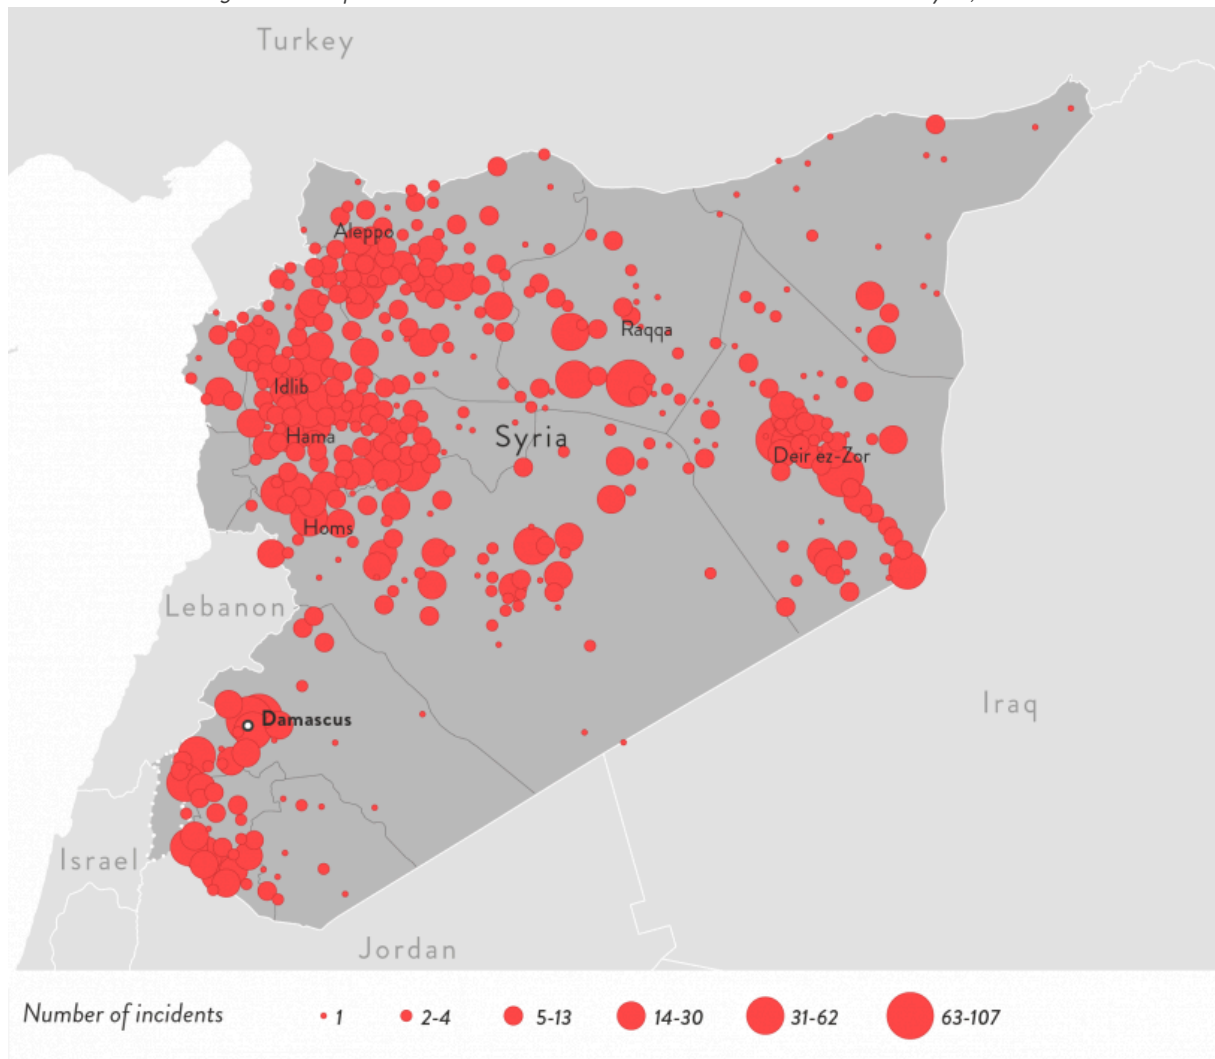 Turkey
Aleppo
Raqqa
Idlib
Hama
Syria
Deir ez-Zor
Homs
Lebanon
Iraq
Damascus
Israel
Jordan
Number of incidents
1
2-4
5-13
14-30
31-62
63-107